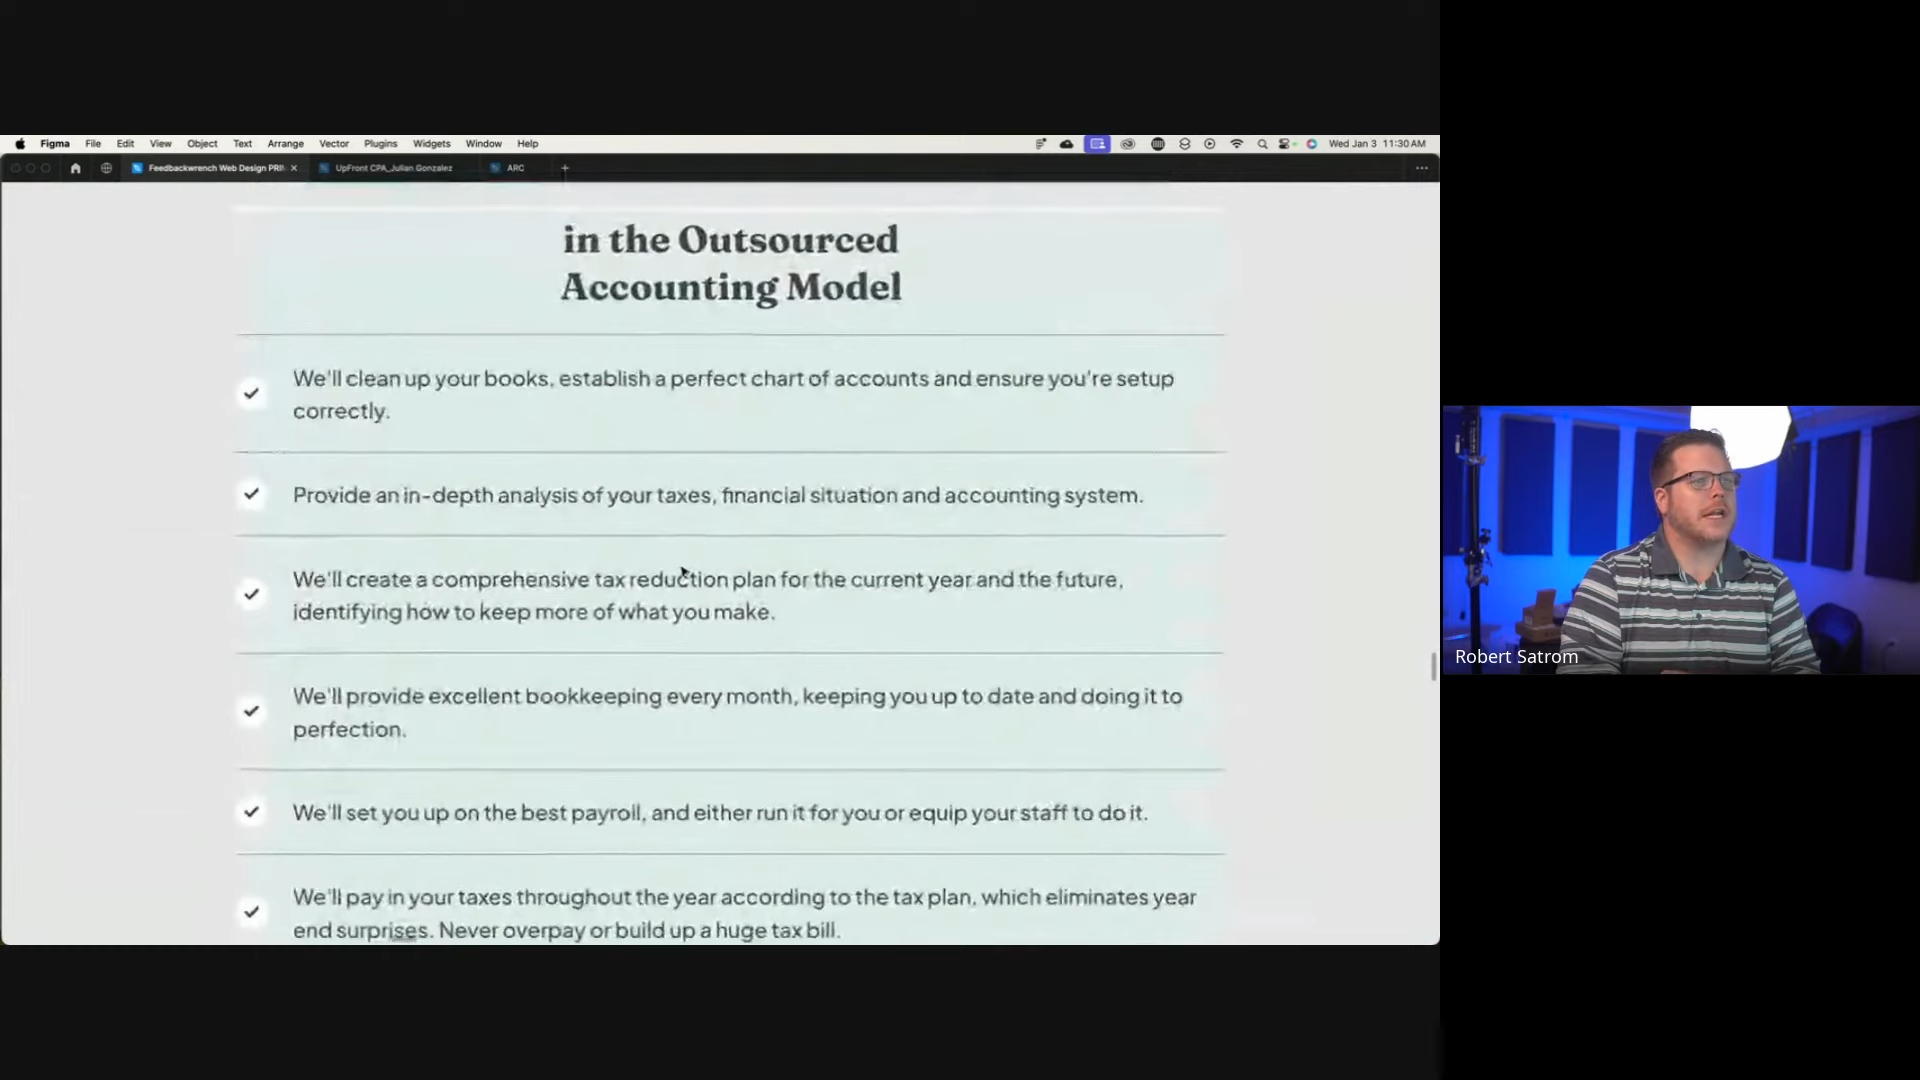 Figma File Edit View Object Text Arrange Vector Plugins Widgets Window Help Wed Jan 3 11:30 AM
Feedbackwrench Web Design PRI UpFront CPA_Julian Gonzalez ARC
in the Outsourced
Accounting Model
We'll clean up your books, establish a perfect chart of accounts and ensure you're setup
correctly.
Provide an in-depth analysis of your taxes, financial situation and accounting system.
We'll create a comprehensive tax reduction plan for the current year and the future,
identifying how to keep more of what you make.
We'll provide excellent bookkeeping every month, keeping you up to date and doing it to
perfection.
We'll set you up on the best payroll, and either run it for you or equip your staff to do it.
We'll pay in your taxes throughout the year according to the tax plan, which eliminates year
end surprises. Never overpay or build up a huge tax bill.
Robert Satrom